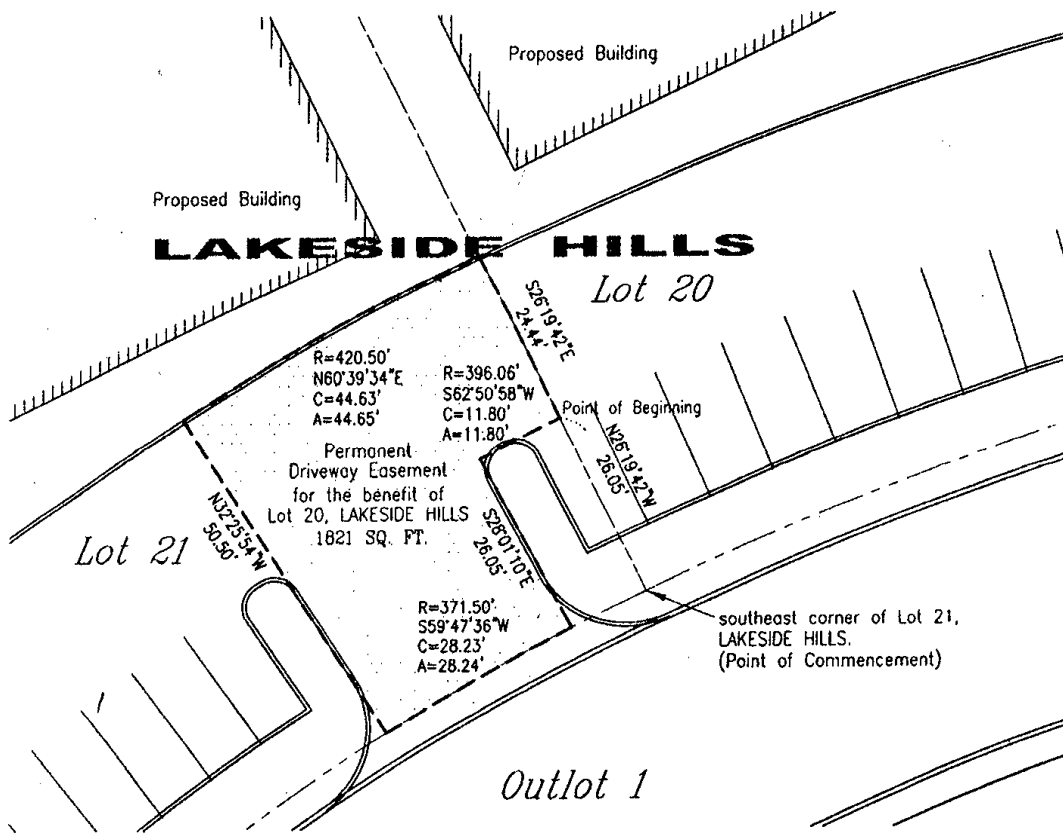 Proposed Building
Proposed Building
LAKESIDE HILLS
Lot 20
S26°19'42"E
24.44'
R=420.50'
N60°39'34"E
C=44.63'
A=44.65'
R=396.06'
S62°50'58"W
C=11.80'
A=11.80'
Point of Beginning
N26°19'42"W
26.05'
Permanent
Driveway Easement
for the benefit of
Lot 20, LAKESIDE HILLS
1821 SQ. FT.
N32°25'54"W
50.50'
Lot 21
S28°01'10"E
26.05'
R=371.50'
S59°47'36"W
C=28.23'
A=28.24'
southeast corner of Lot 21,
LAKESIDE HILLS.
(Point of Commencement)
Outlot 1